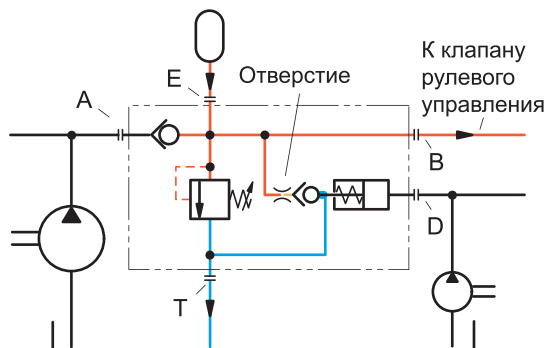 К клапану
рулевого
управления
E
Отверстие
A
B
D
T